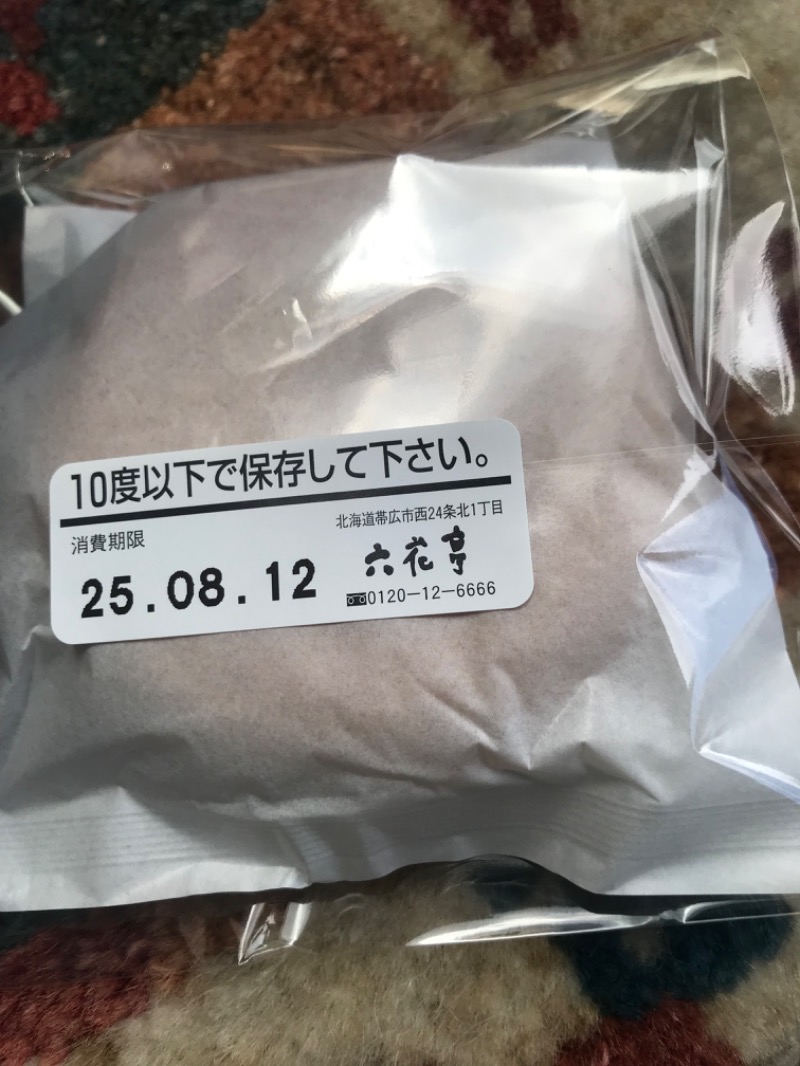 10度以下で保存して下さい。
消費期限
25.08.12
北海道帯広市西24条北1丁目
六花亭
0120-12-6666